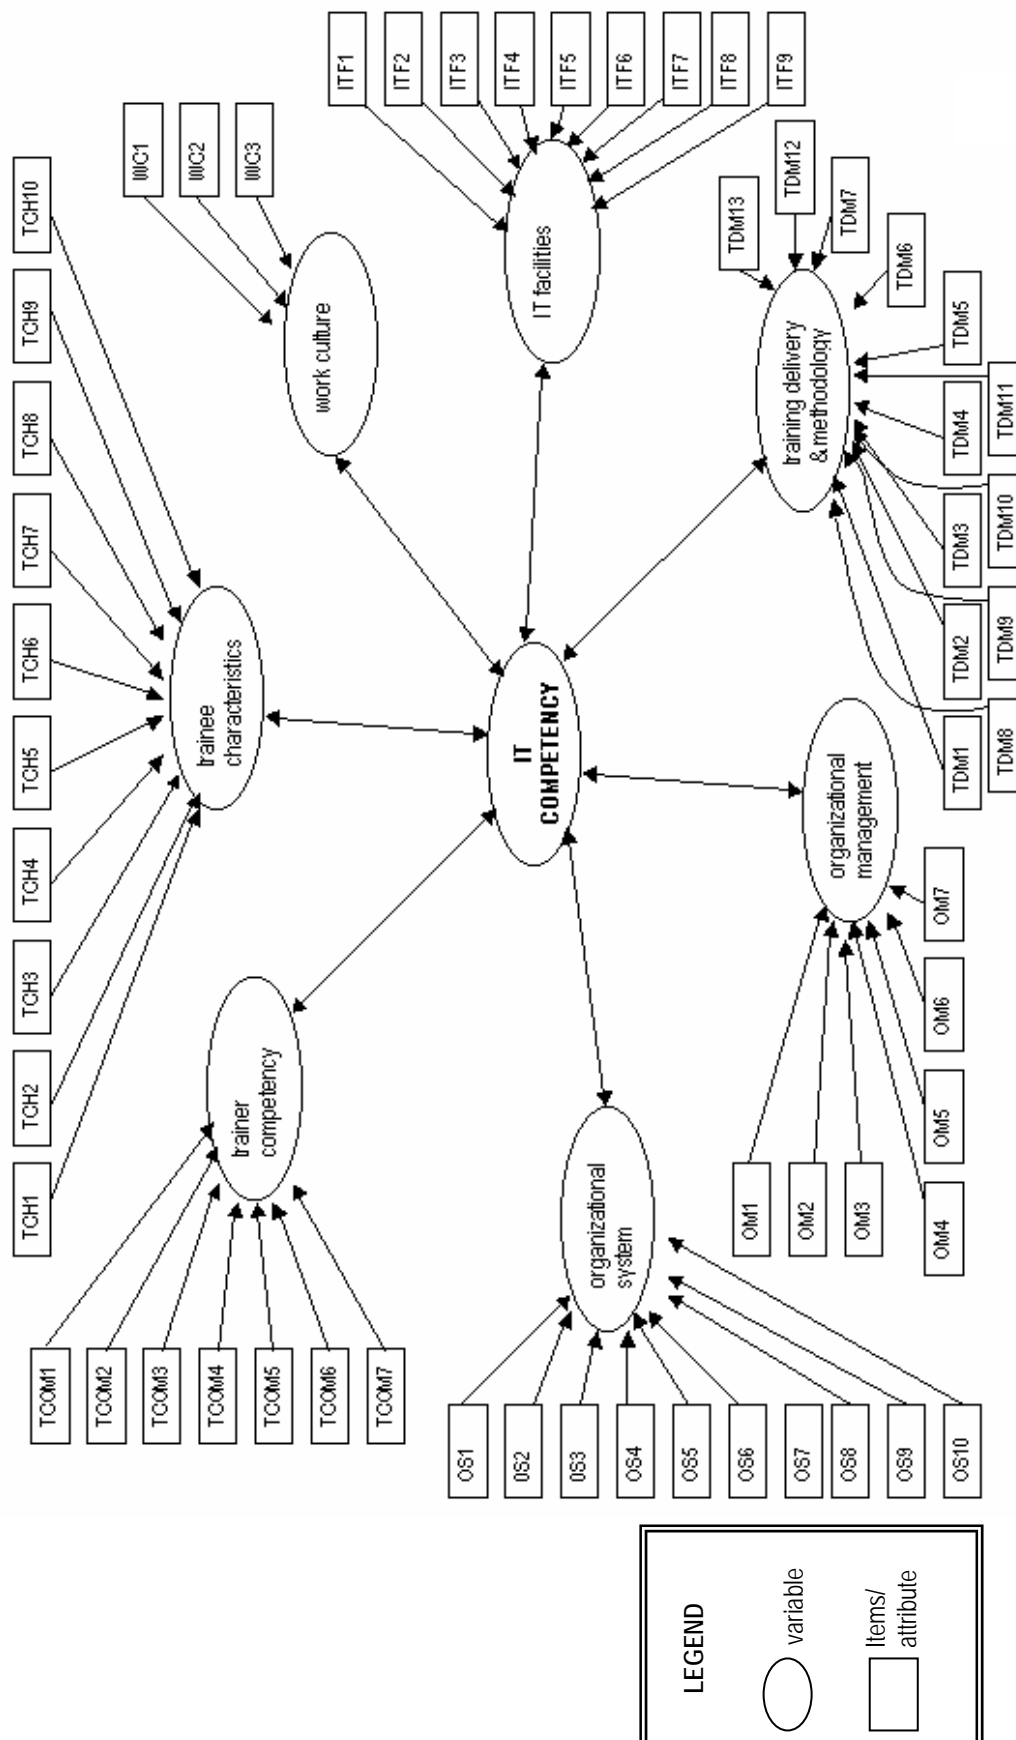 TCH1
TCH2
TCH3
TCH4
TCH5
TCH6
TCH7
TCH8
TCH9
TCH10
WC1
WC2
WC3
ITF1
ITF2
ITF3
ITF4
ITF5
ITF6
ITF7
ITF8
ITF9
TCOM1
TCOM2
TCOM3
TCOM4
TCOM5
TCOM6
TCOM7
trainer
competency
trainee
characteristics
work culture
IT facilities
IT
COMPETENCY
organizational
system
organizational
management
training delivery
& methodology
OS1
OS2
OS3
OS4
OS5
OS6
OS7
OS8
OS9
OS10
OM1
OM2
OM3
OM4
OM5
OM6
OM7
TDM1
TDM2
TDM3
TDM4
TDM5
TDM6
TDM7
TDM12
TDM13
TDM8
TDM9
TDM10
TDM11
LEGEND
variable
Items/
attribute